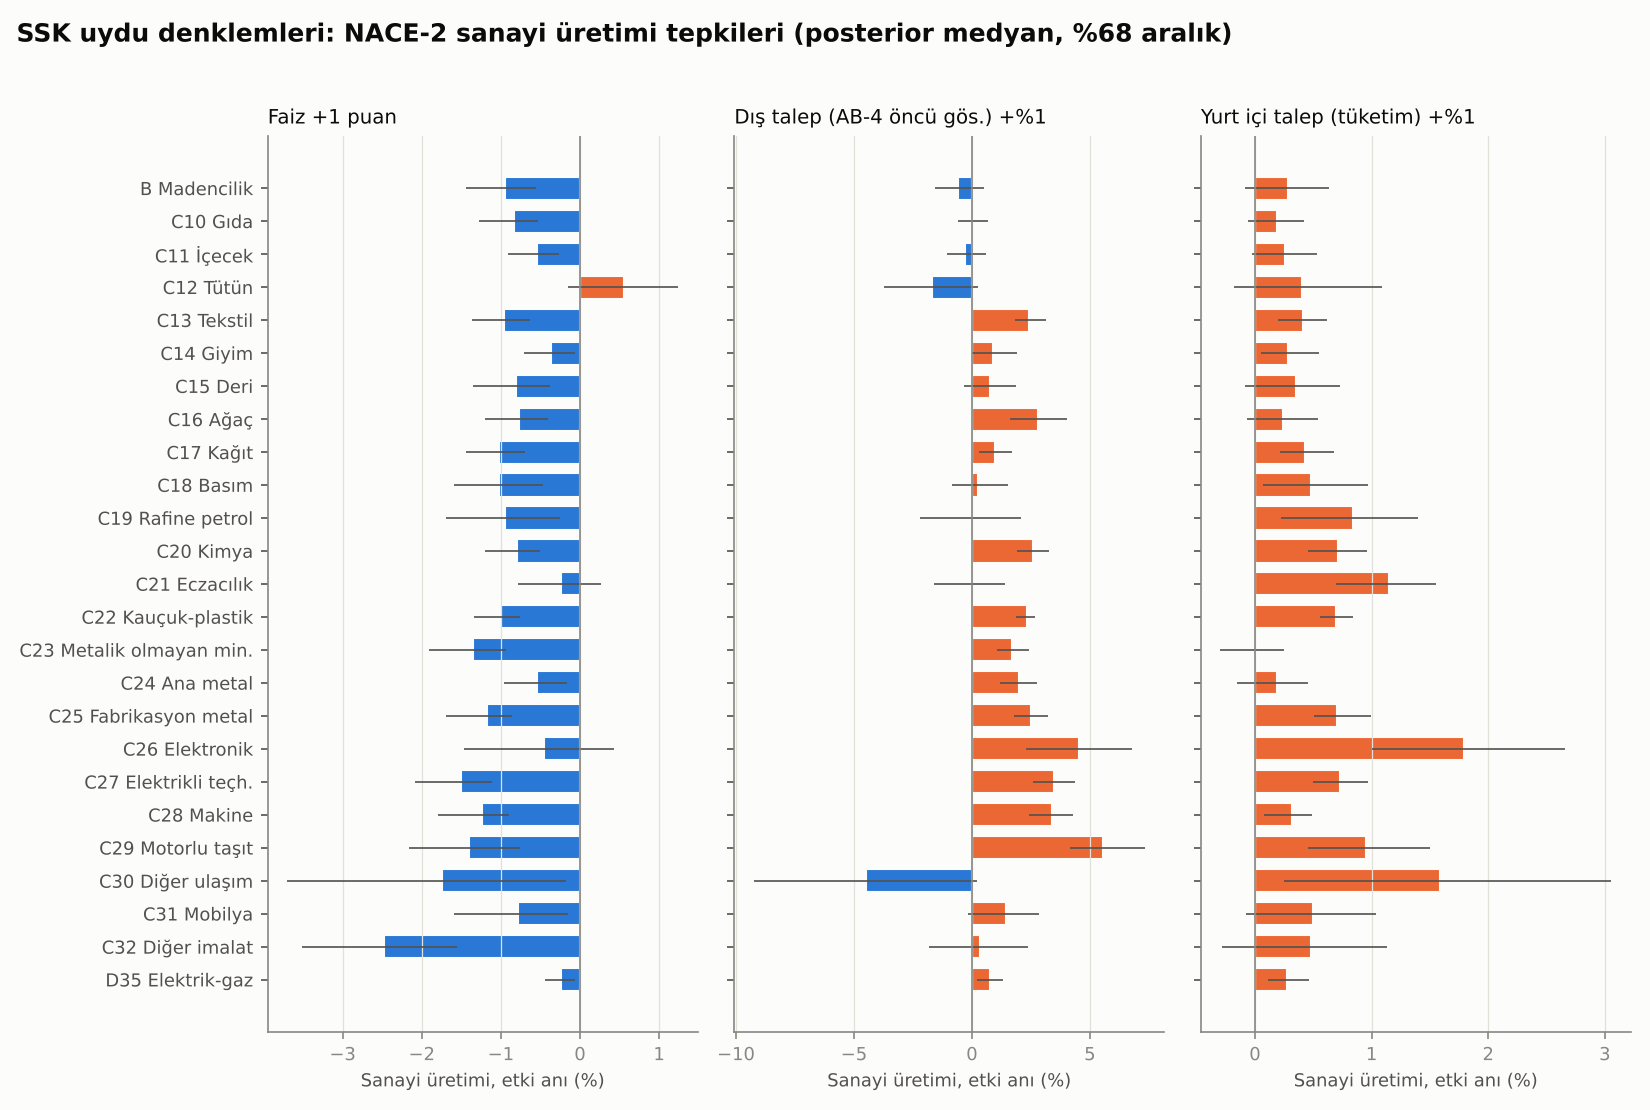 SSK uydu denklemleri: NACE-2 sanayi üretimi tepkileri (posterior medyan, %68 aralık)
Faiz +1 puan
Dış talep (AB-4 öncü gös.) +%1
Yurt içi talep (tüketim) +%1
B Madencilik
C10 Gıda
C11 İçecek
C12 Tütün
C13 Tekstil
C14 Giyim
C15 Deri
C16 Ağaç
C17 Kağıt
C18 Basım
C19 Rafine petrol
C20 Kimya
C21 Eczacılık
C22 Kauçuk-plastik
C23 Metalik olmayan min.
C24 Ana metal
C25 Fabrikasyon metal
C26 Elektronik
C27 Elektrikli teçh.
C28 Makine
C29 Motorlu taşıt
C30 Diğer ulaşım
C31 Mobilya
C32 Diğer imalat
D35 Elektrik-gaz
−3 −2 −1 0 1
−10 −5 0 5
0 1 2 3
Sanayi üretimi, etki anı (%)
Sanayi üretimi, etki anı (%)
Sanayi üretimi, etki anı (%)